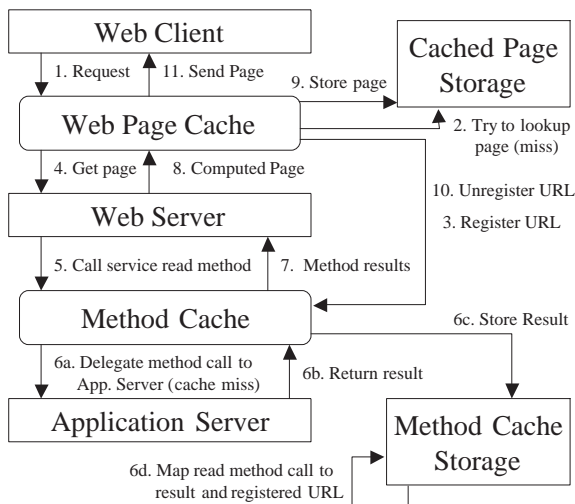 Web Client
1. Request
11. Send Page
Cached Page
Storage
9. Store page
Web Page Cache
2. Try to lookup
page (miss)
4. Get page
8. Computed Page
10. Unregister URL
3. Register URL
Web Server
5. Call service read method
7. Method results
Method Cache
6c. Store Result
6a. Delegate method call to
App. Server (cache miss)
6b. Return result
Application Server
Method Cache
Storage
6d. Map read method call to
result and registered URL